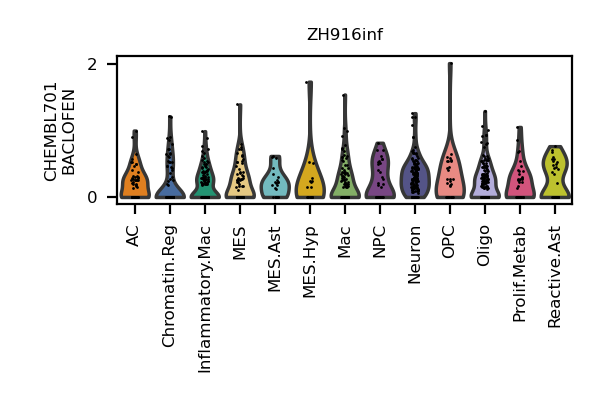 ZH916inf
CHEMBL701
BACLOFEN
2
0
AC
Chromatin.Reg
Inflammatory.Mac
MES
MES.Ast
MES.Hyp
Mac
NPC
Neuron
OPC
Oligo
Prolif.Metab
Reactive.Ast